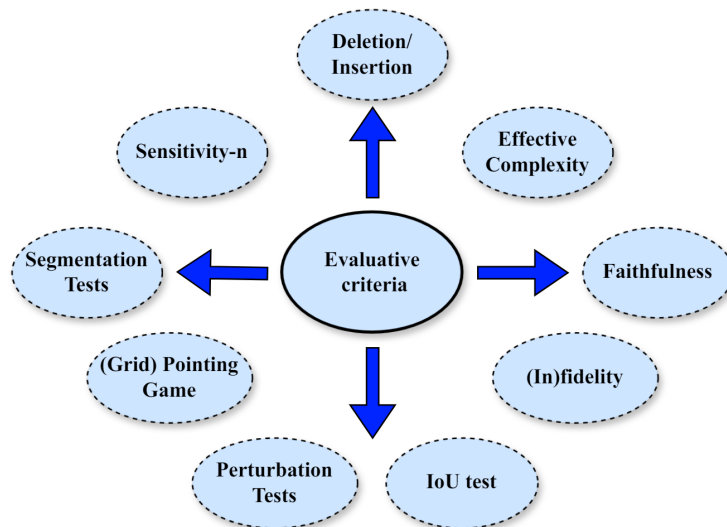 Deletion/
Insertion
Sensitivity-n
Effective
Complexity
Segmentation
Tests
Evaluative
criteria
Faithfulness
(Grid) Pointing
Game
(In)fidelity
Perturbation
Tests
IoU test